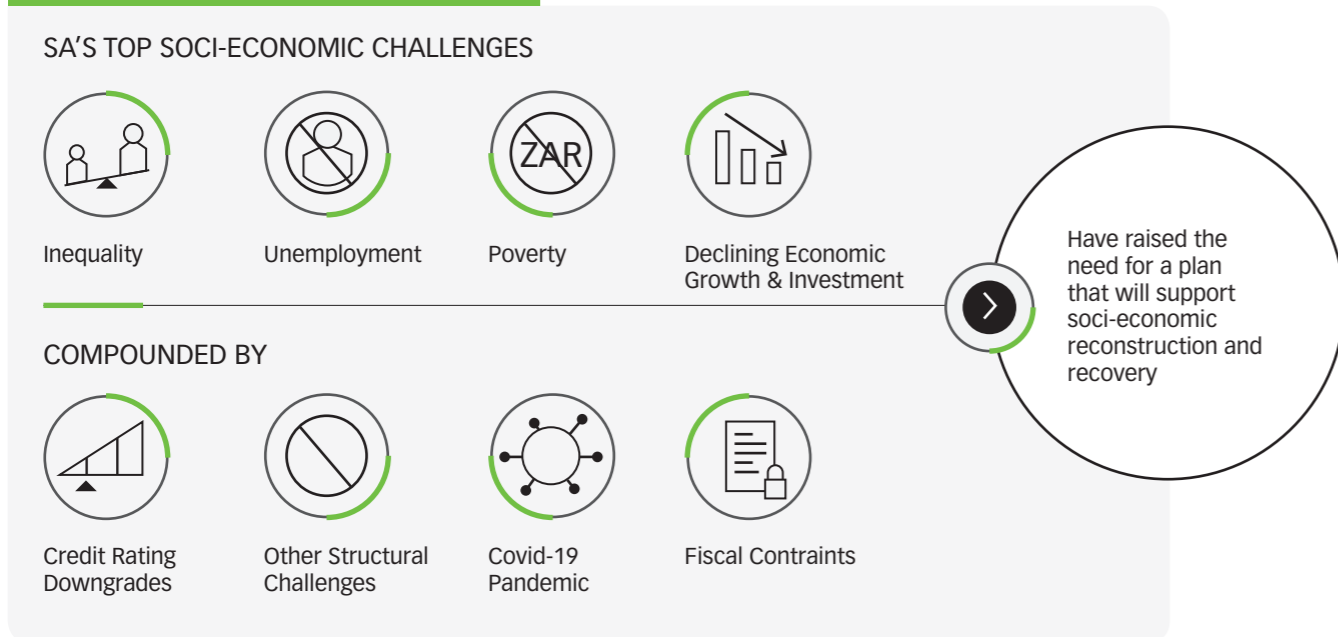 SA'S TOP SOCI-ECONOMIC CHALLENGES
ZAR
Inequality
Unemployment
Poverty
Declining Economic
Growth & Investment
COMPOUNDED BY
Credit Rating
Downgrades
Other Structural
Challenges
Covid-19
Pandemic
Fiscal Contraints
Have raised the
need for a plan
that will support
soci-economic
reconstruction and
recovery